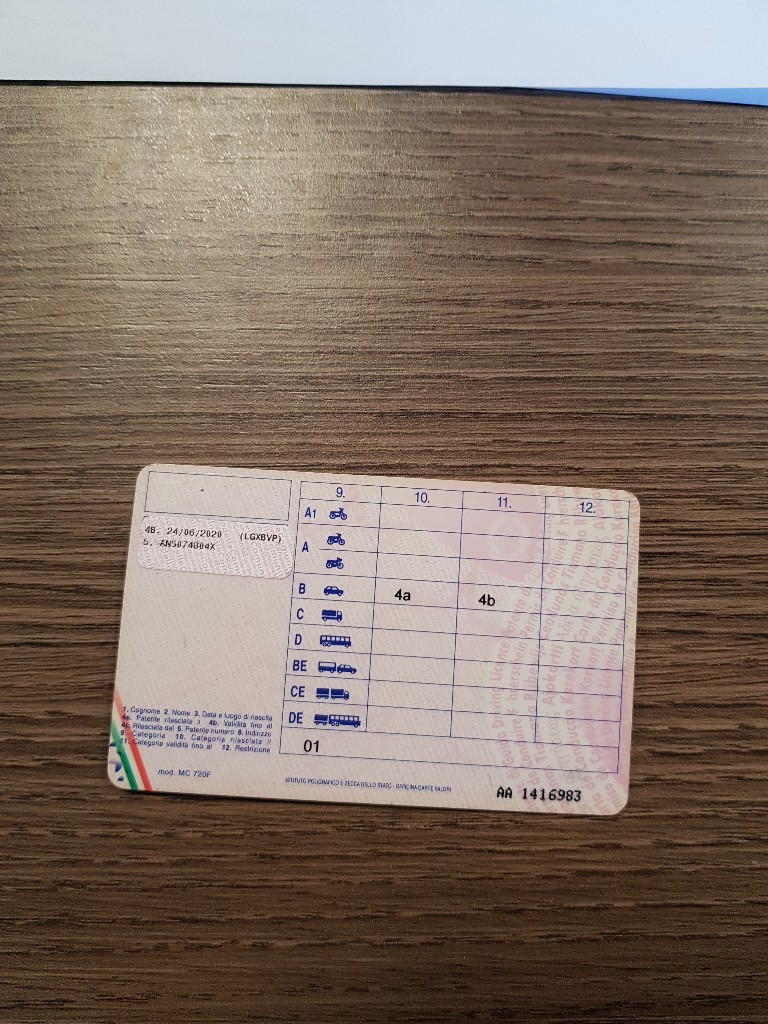 9. 10. 11. 12.
A1
A
B 4a 4b
C
D
BE
CE
DE
01
4B. 24/06/2020 (LGXBVP)
5. AN5074804X
1. Cognome 2. Nome 3. Data e luogo di nascita
4a. Patente rilasciata il 4b. Validità fino al
4c. Rilasciata da 5. Patente numero 8. Indirizzo
9. Categoria 10. Categoria rilasciata il
11. Categoria validità fino al 12. Restrizione
mod. MC 720F
ISTITUTO POLIGRAFICO E ZECCA DELLO STATO - OFFICINA CARTE VALORI
AA 1416983